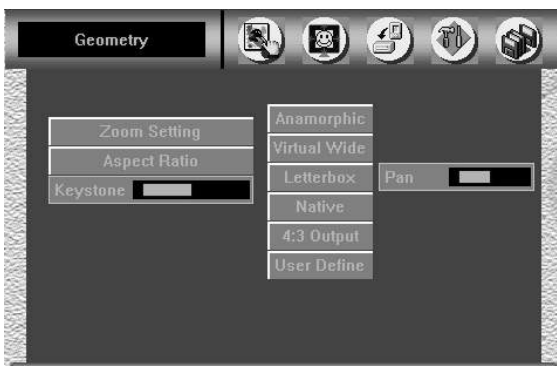 Geometry
Zoom Setting
Aspect Ratio
Keystone
Anamorphic
Virtual Wide
Letterbox
Native
4:3 Output
User Define
Pan